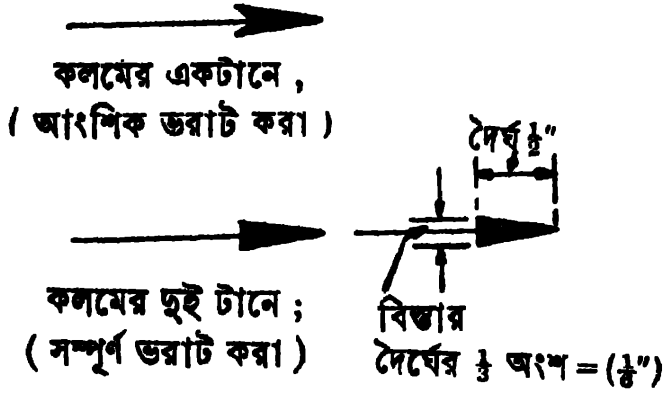 কলমের একটানে,
( আংশিক ভরাট করা )
দৈর্ঘ ½"
কলমের দুই টানে ;
( সম্পূর্ণ ভরাট করা )
বিস্তার
দৈর্ঘের ⅓ অংশ = (⅙")